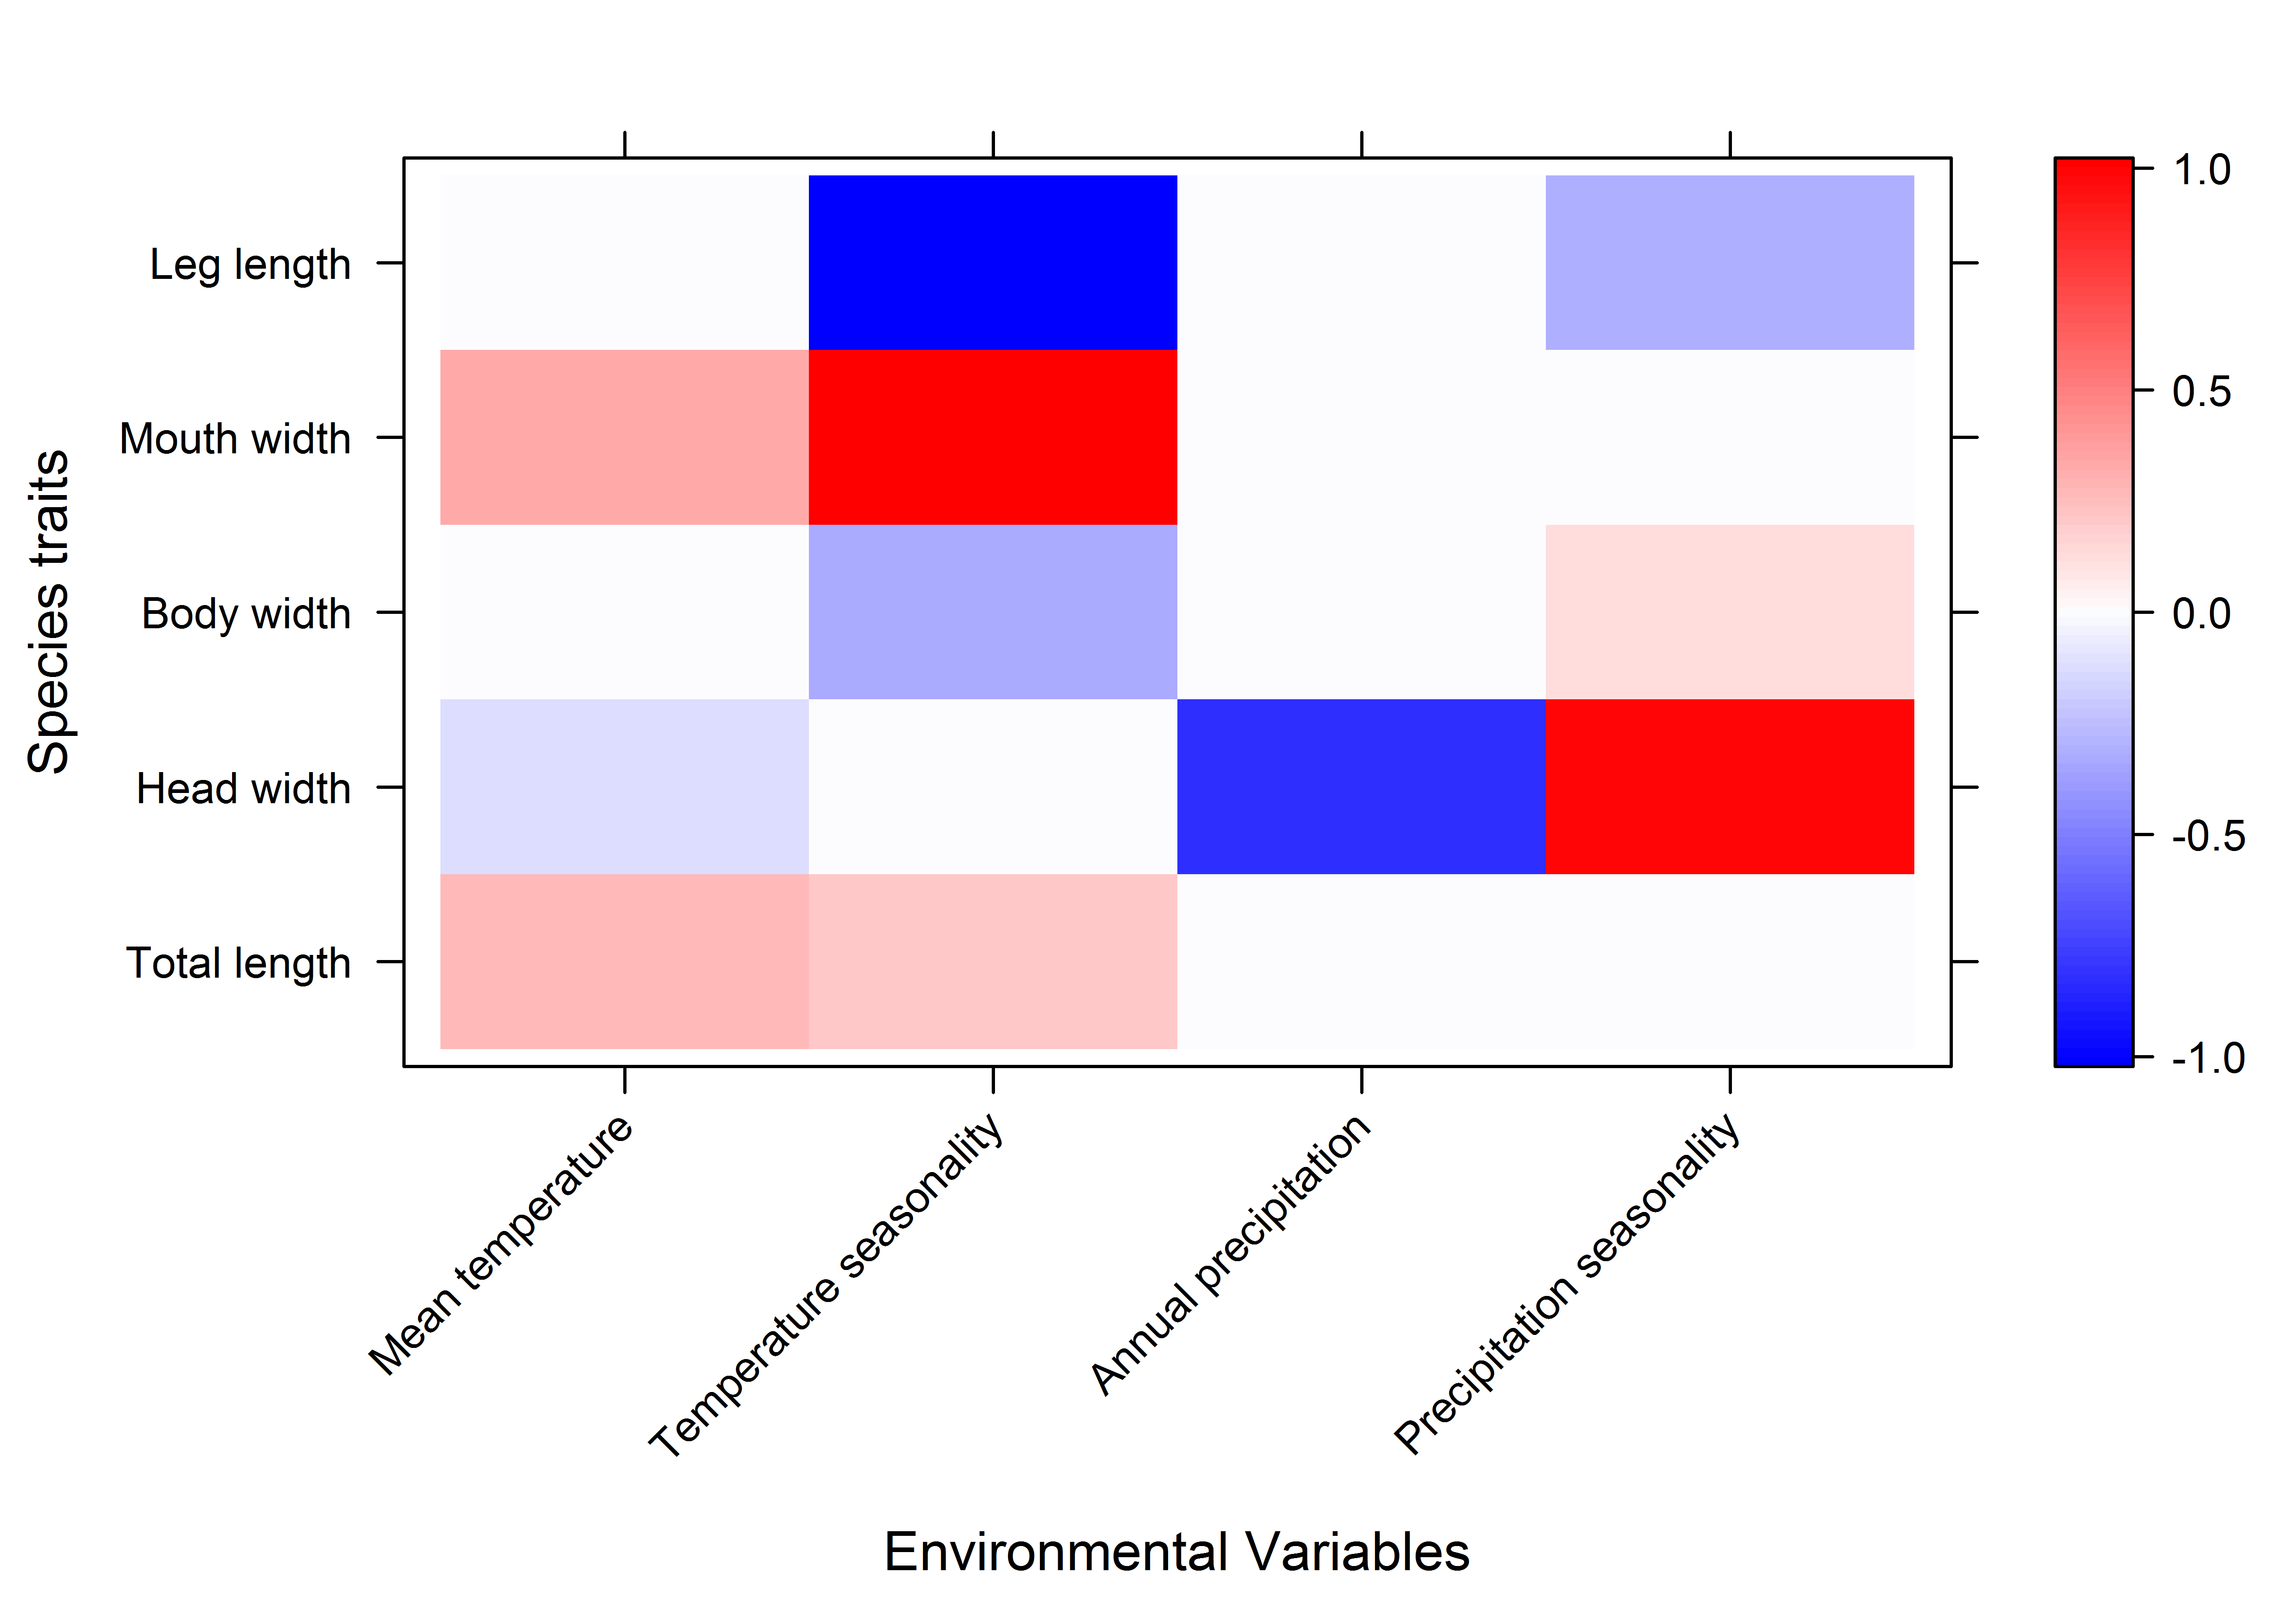 Species traits
Leg length
Mouth width
Body width
Head width
Total length
Mean temperature
Temperature seasonality
Annual precipitation
Precipitation seasonality
Environmental Variables
1.0
0.5
0.0
-0.5
-1.0